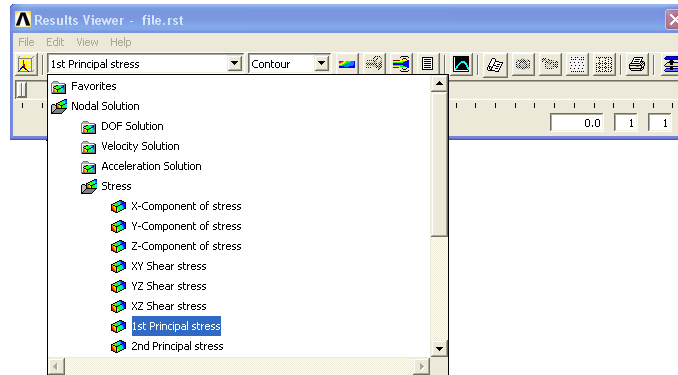 Results Viewer - file.rst
File Edit View Help
1st Principal stress Contour
Favorites
Nodal Solution
DOF Solution
Velocity Solution
Acceleration Solution
Stress
X-Component of stress
Y-Component of stress
Z-Component of stress
XY Shear stress
YZ Shear stress
XZ Shear stress
1st Principal stress
2nd Principal stress
0.0 1 1